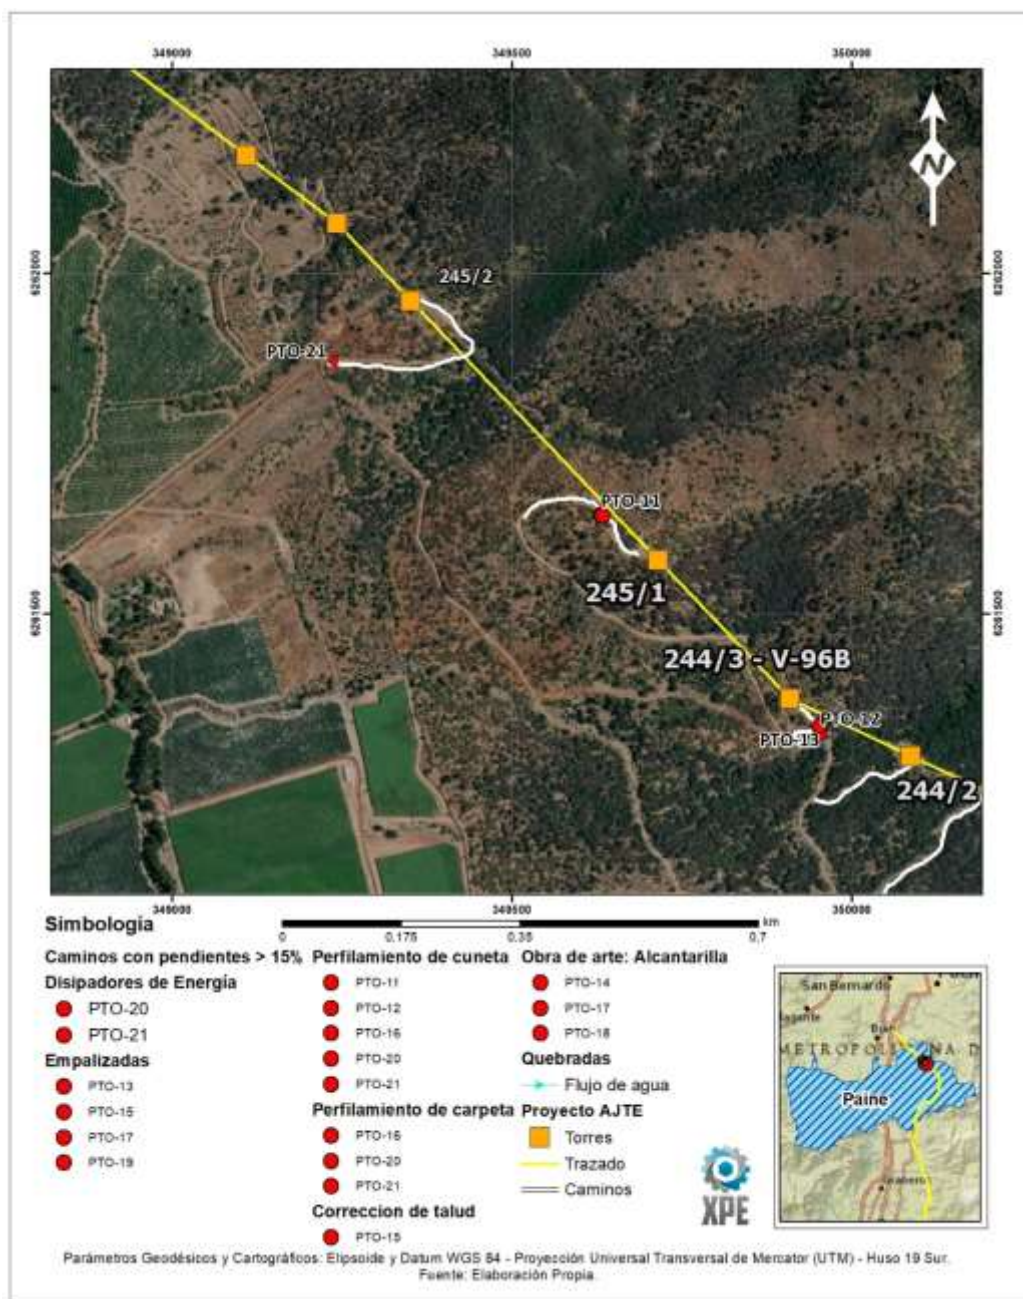 349000 349500 350000
N
6262000 6262000
245/2
PTO-21
PTO-11
245/1
6261500 6261500
244/3 - V-96B
PTO-12
PTO-13
244/2
349000 349500 350000
Simbología
km
0 0.175 0.35 0.7
Caminos con pendientes > 15%
Disipadores de Energía
PTO-20
PTO-21
Empalizadas
PTO-13
PTO-15
PTO-17
PTO-19
Perfilamiento de cuneta
PTO-11
PTO-12
PTO-16
PTO-20
PTO-21
Perfilamiento de carpeta
PTO-16
PTO-20
PTO-21
Correccion de talud
PTO-15
Obra de arte: Alcantarilla
PTO-14
PTO-17
PTO-18
Quebradas
Flujo de agua
Proyecto AJTE
Torres
Trazado
Caminos
XPE
San Bernardo
Paine
Parámetros Geodésicos y Cartográficos: Elipsoide y Datum WGS 84 - Proyección Universal Transversal de Mercator (UTM) - Huso 19 Sur.
Fuente: Elaboración Propia.